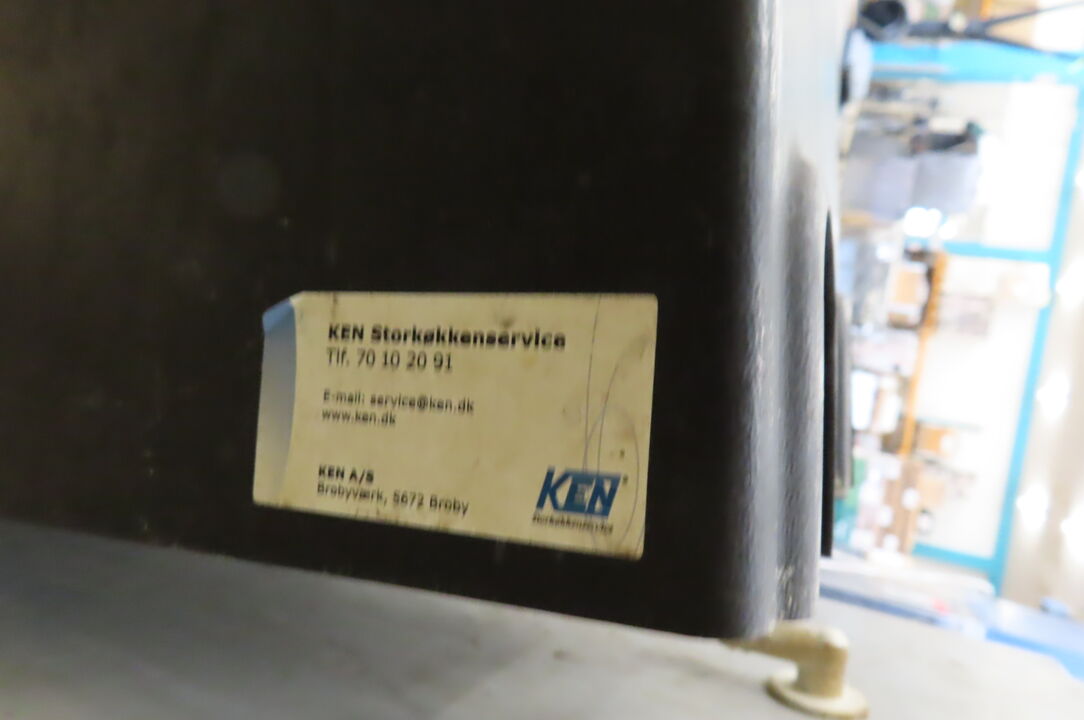 KEN Storkøkkenservice
Tlf. 70 10 20 91
E-mail: service@ken.dk
www.ken.dk
KEN A/S
Brobyværk, 5672 Broby
KEN
Storkøkkenservice